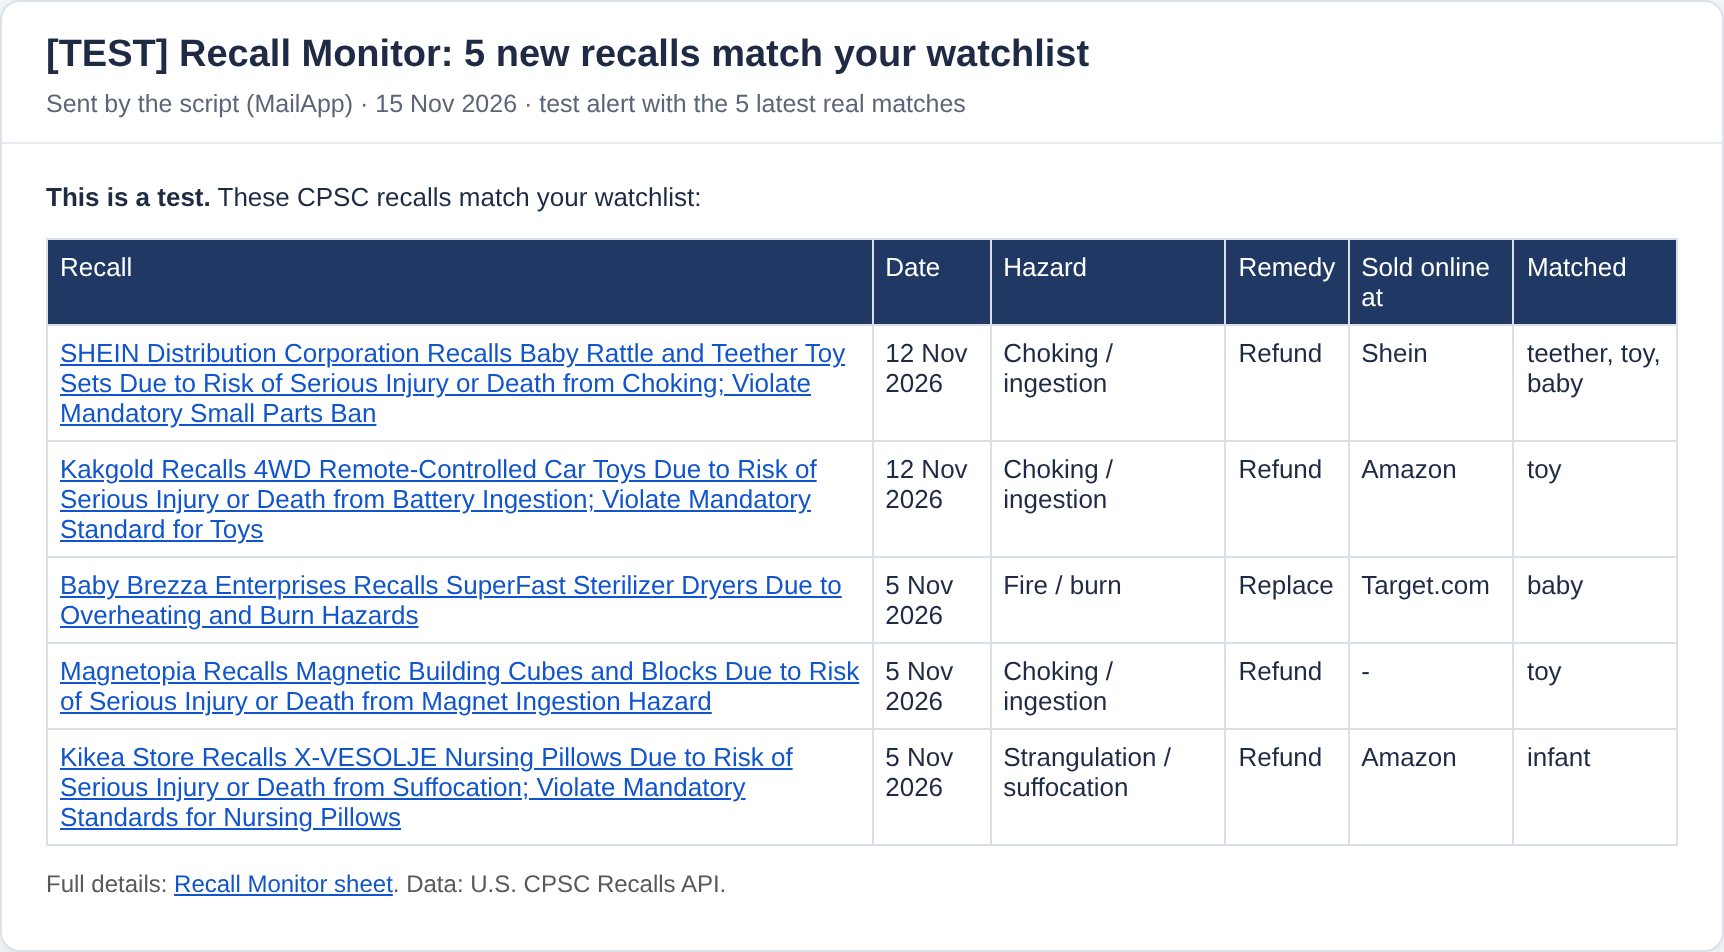 [TEST] Recall Monitor: 5 new recalls match your watchlist
Sent by the script (MailApp) · 15 Nov 2026 · test alert with the 5 latest real matches
This is a test. These CPSC recalls match your watchlist:
Recall
Date
Hazard
Remedy
Sold online
at
Matched
SHEIN Distribution Corporation Recalls Baby Rattle and Teether Toy
Sets Due to Risk of Serious Injury or Death from Choking; Violate
Mandatory Small Parts Ban
12 Nov
2026
Choking /
ingestion
Refund
Shein
teether, toy,
baby
Kakgold Recalls 4WD Remote-Controlled Car Toys Due to Risk of
Serious Injury or Death from Battery Ingestion; Violate Mandatory
Standard for Toys
12 Nov
2026
Choking /
ingestion
Refund
Amazon
toy
Baby Brezza Enterprises Recalls SuperFast Sterilizer Dryers Due to
Overheating and Burn Hazards
5 Nov
2026
Fire / burn
Replace
Target.com
baby
Magnetopia Recalls Magnetic Building Cubes and Blocks Due to Risk
of Serious Injury or Death from Magnet Ingestion Hazard
5 Nov
2026
Choking /
ingestion
Refund
-
toy
Kikea Store Recalls X-VESOLJE Nursing Pillows Due to Risk of
Serious Injury or Death from Suffocation; Violate Mandatory
Standards for Nursing Pillows
5 Nov
2026
Strangulation /
suffocation
Refund
Amazon
infant
Full details: Recall Monitor sheet. Data: U.S. CPSC Recalls API.